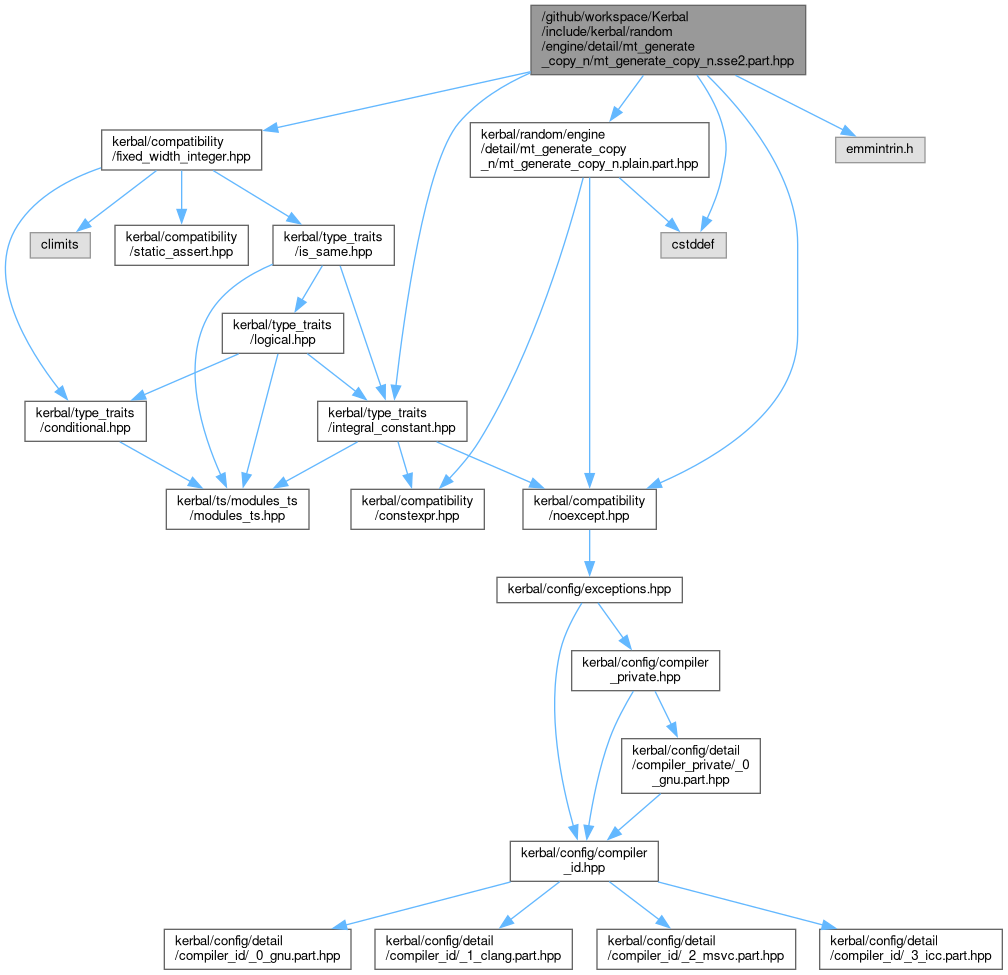 /github/workspace/Kerbal
/include/kerbal/random
/engine/detail/mt_generate
_copy_n/mt_generate_copy_n.sse2.part.hpp
kerbal/compatibility
/fixed_width_integer.hpp
kerbal/random/engine
/detail/mt_generate_copy
_n/mt_generate_copy_n.plain.part.hpp
emmintrin.h
climits
kerbal/compatibility
/static_assert.hpp
kerbal/type_traits
/is_same.hpp
cstddef
kerbal/type_traits
/logical.hpp
kerbal/type_traits
/conditional.hpp
kerbal/type_traits
/integral_constant.hpp
kerbal/ts/modules_ts
/modules_ts.hpp
kerbal/compatibility
/constexpr.hpp
kerbal/compatibility
/noexcept.hpp
kerbal/config/exceptions.hpp
kerbal/config/compiler
_private.hpp
kerbal/config/detail
/compiler_private/_0
_gnu.part.hpp
kerbal/config/compiler
_id.hpp
kerbal/config/detail
/compiler_id/_0_gnu.part.hpp
kerbal/config/detail
/compiler_id/_1_clang.part.hpp
kerbal/config/detail
/compiler_id/_2_msvc.part.hpp
kerbal/config/detail
/compiler_id/_3_icc.part.hpp